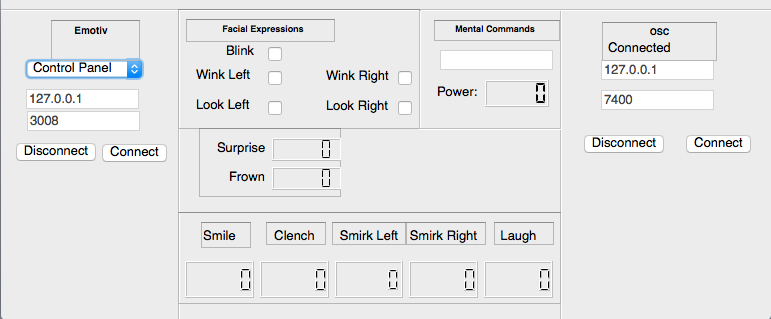 Emotiv
Control Panel
127.0.0.1
3008
Disconnect Connect
Facial Expressions
Blink
Wink Left Wink Right
Look Left Look Right
Mental Commands
Power: 0
OSC
Connected
127.0.0.1
7400
Disconnect Connect
Surprise 0
Frown 0
Smile Clench Smirk Left Smirk Right Laugh
0 0 0 0 0